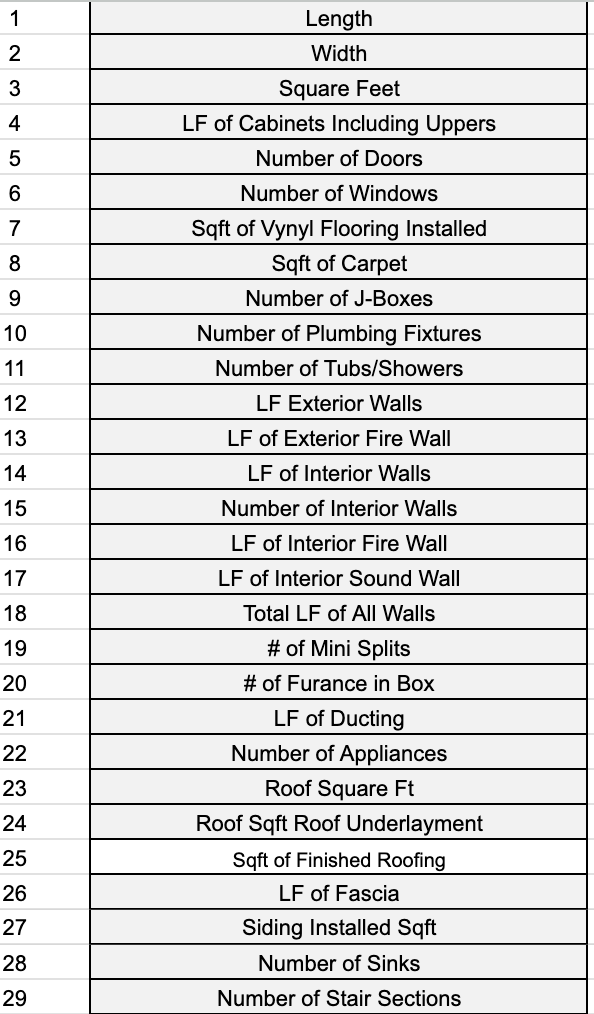 1 Length
2 Width
3 Square Feet
4 LF of Cabinets Including Uppers
5 Number of Doors
6 Number of Windows
7 Sqft of Vynyl Flooring Installed
8 Sqft of Carpet
9 Number of J-Boxes
10 Number of Plumbing Fixtures
11 Number of Tubs/Showers
12 LF Exterior Walls
13 LF of Exterior Fire Wall
14 LF of Interior Walls
15 Number of Interior Walls
16 LF of Interior Fire Wall
17 LF of Interior Sound Wall
18 Total LF of All Walls
19 # of Mini Splits
20 # of Furance in Box
21 LF of Ducting
22 Number of Appliances
23 Roof Square Ft
24 Roof Sqft Roof Underlayment
25 Sqft of Finished Roofing
26 LF of Fascia
27 Siding Installed Sqft
28 Number of Sinks
29 Number of Stair Sections